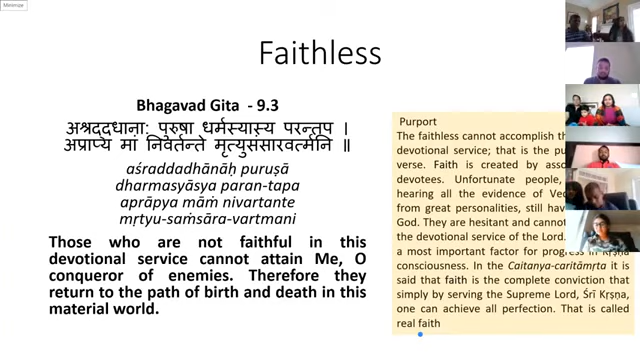 Faithless
Bhagavad Gita - 9.3
अश्रद्दधानाः पुरुषा धर्मस्यास्य परन्तप ।
अप्राप्य मां निवर्तन्ते मृत्युसंसारवर्त्मनि ॥
aśraddadhānāḥ puruṣā
dharmasyāsya paran-tapa
aprāpya māṁ nivartante
mṛtyu-saṁsāra-vartmani
Those who are not faithful in this
devotional service cannot attain Me, O
conqueror of enemies. Therefore they
return to the path of birth and death in this
material world.
Purport
The faithless cannot accomplish th
devotional service; that is the pu
verse. Faith is created by asso
devotees. Unfortunate people,
hearing all the evidence of Ve
from great personalities, still hav
God. They are hesitant and cannot
the devotional service of the Lord.
a most important factor for progress in Kṛṣṇa
consciousness. In the Caitanya-caritāmṛta it is
said that faith is the complete conviction that
simply by serving the Supreme Lord, Śrī Kṛṣṇa,
one can achieve all perfection. That is called
real faith